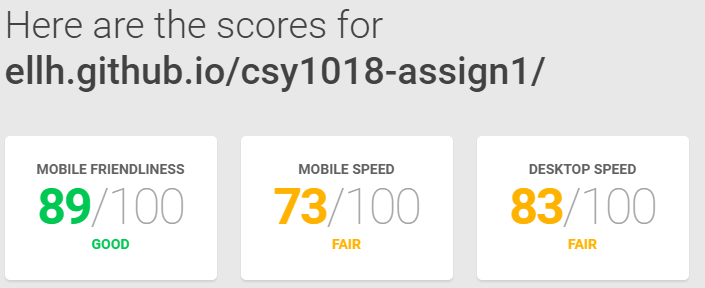 Here are the scores for
ellh.github.io/csy1018-assign1/
MOBILE FRIENDLINESS
89/100
GOOD
MOBILE SPEED
73/100
FAIR
DESKTOP SPEED
83/100
FAIR